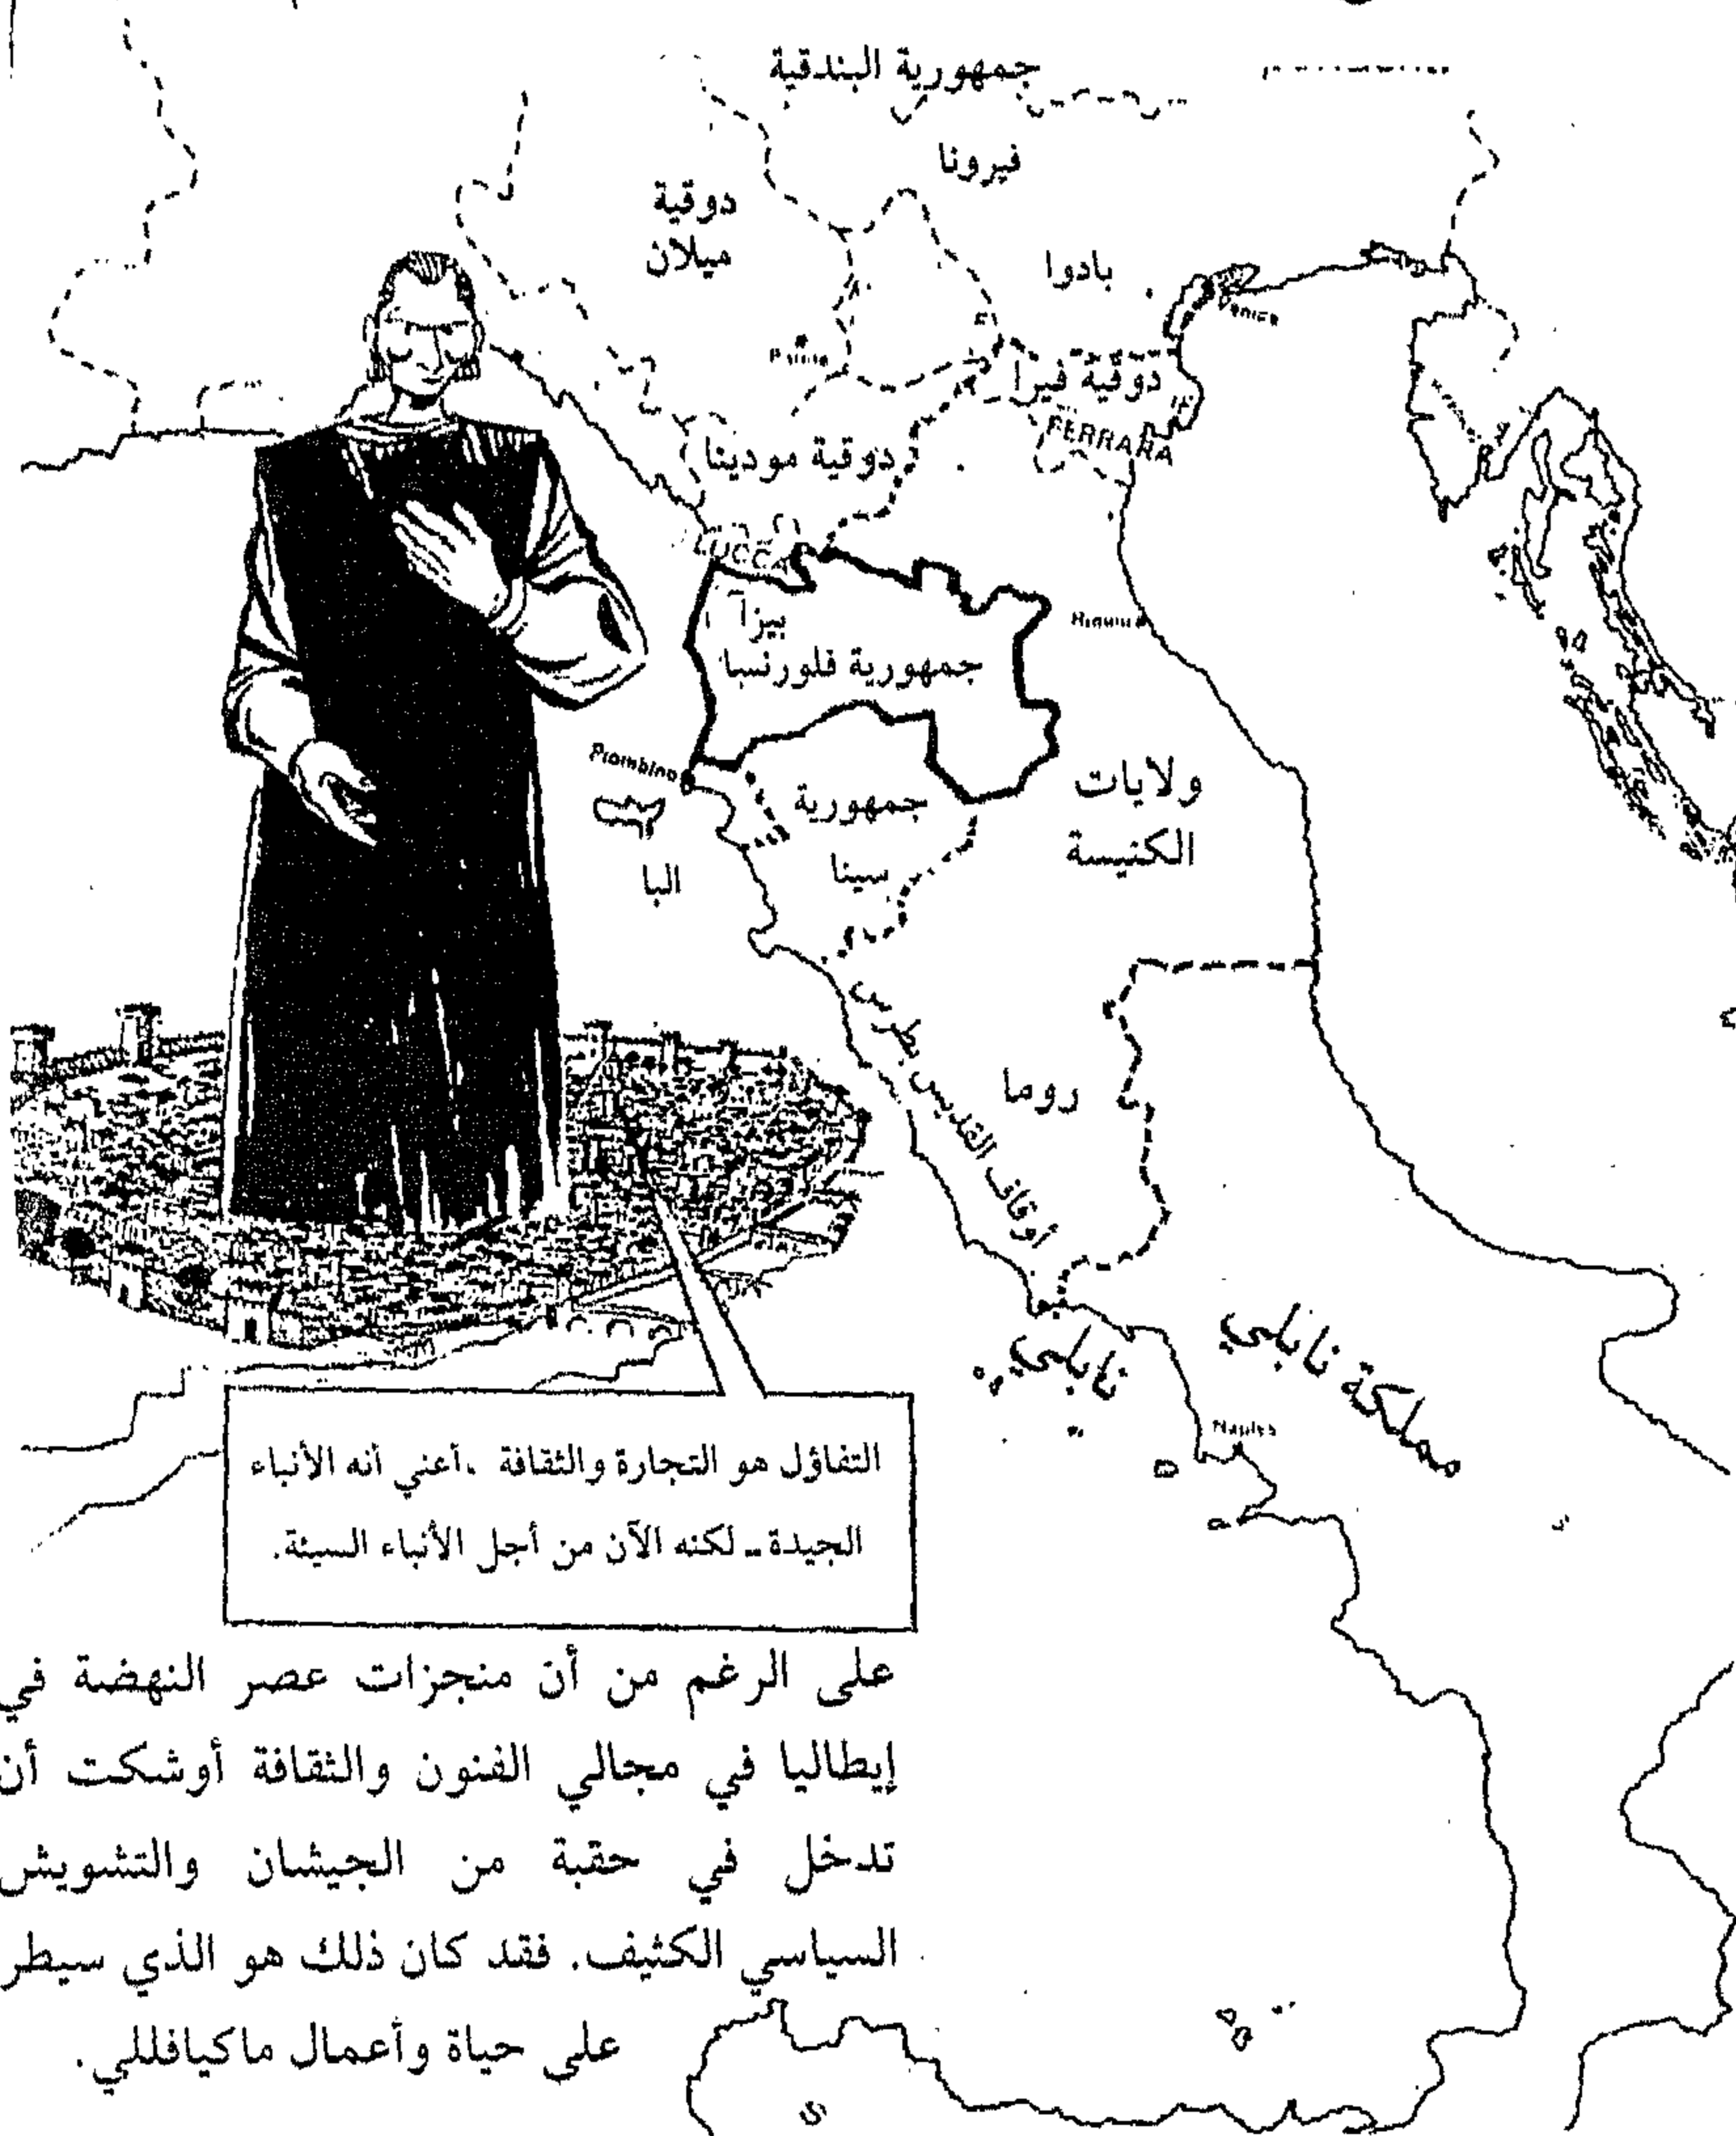 جمهورية البندقية
فيرونا
دوقية
ميلان
بادوا
Venice
Parma
دوقية فيرا
FERRARA
دوقية مودينا
LUCCA
بيزا
Rimini
جمهورية فلورنسا
Piombino
ولايات
الكنيسة
جمهورية
سينا
البا
أوقاف القديس بطرس
روما
نابلي
مملكة نابلي
Naples
التفاؤل هو التجارة والثقافة .أعني أنه الأنباء
الجيدة - لكنه الآن من أجل الأنباء السيئة.
على الرغم من أن منجزات عصر النهضة في
إيطاليا في مجالي الفنون والثقافة أوشكت أن
تدخل في حقبة من الجيشان والتشويش
السياسي الكثيف. فقد كان ذلك هو الذي سيطر
على حياة وأعمال ماكيافللي.